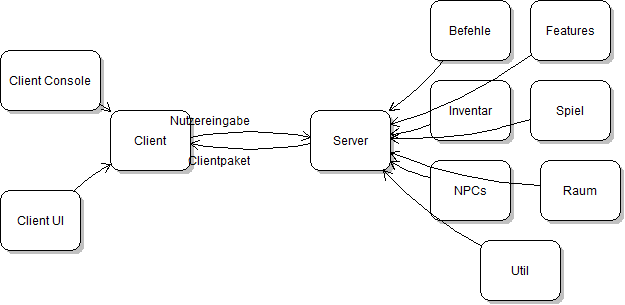 Befehle
Features
Client Console
Nutzereingabe
Inventar
Spiel
Client
Server
Clientpaket
NPCs
Raum
Client UI
Util